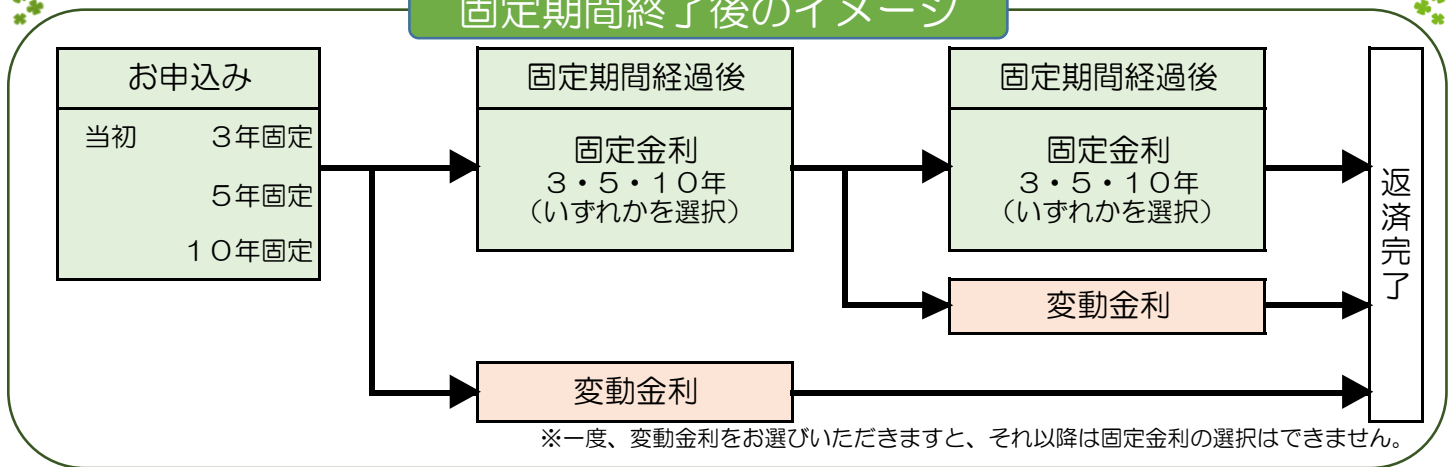 固定期間終了後のイメージ
お申込み
当初　３年固定
５年固定
１０年固定
固定期間経過後
固定金利
３・５・１０年
（いずれかを選択）
固定期間経過後
固定金利
３・５・１０年
（いずれかを選択）
変動金利
変動金利
返済完了
※一度、変動金利をお選びいただきますと、それ以降は固定金利の選択はできません。